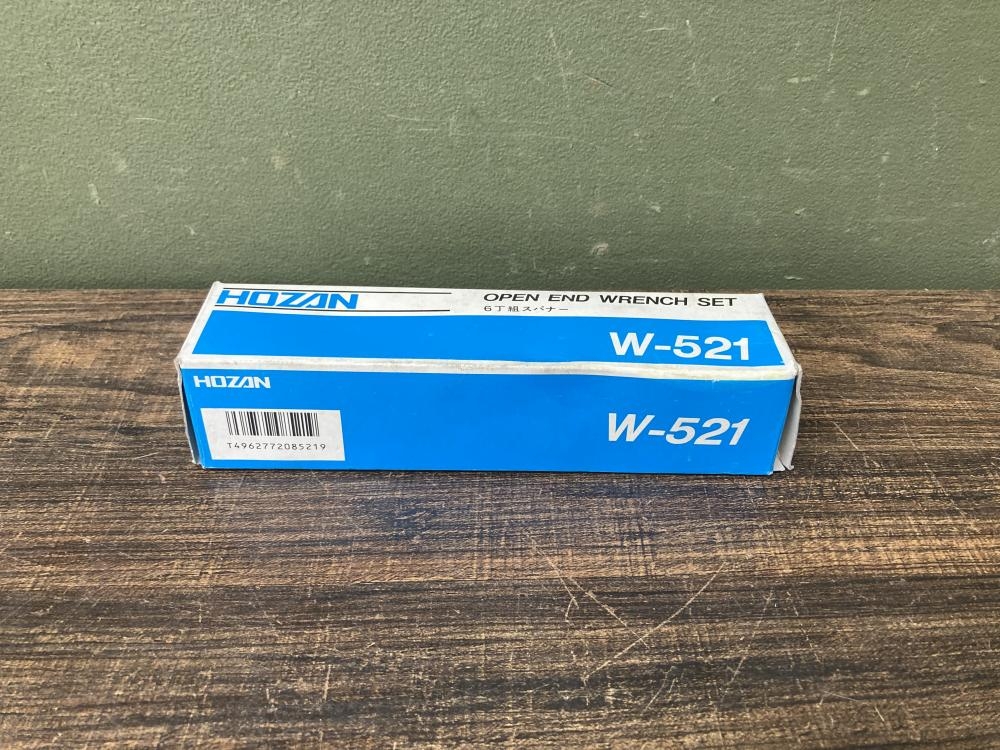 HOZAN
OPEN END WRENCH SET
6丁組スパナー
W-521
HOZAN
W-521
T4962772085219